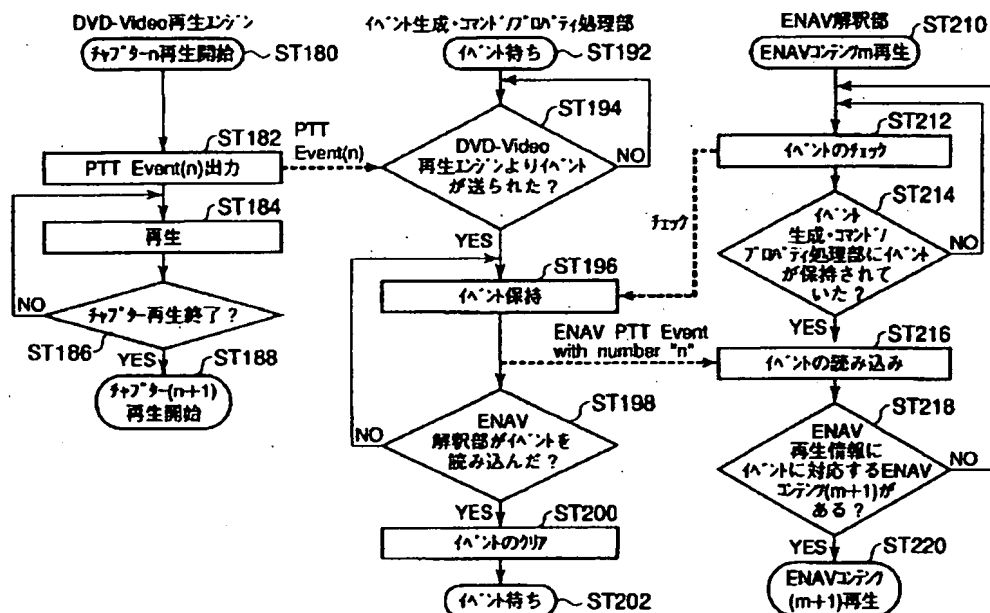 DVD-Video再生エンジン
チャプターn再生開始
ST180
ST182
PTT Event(n)出力
ST184
再生
NO
チャプター再生終了？
ST186
YES
ST188
チャプター(n+1)
再生開始
PTT
Event(n)
イベント生成・コマンド/プロパティ処理部
イベント待ち
ST192
ST194
DVD-Video
再生エンジンよりイベント
が送られた？
NO
YES
ST196
イベント保持
ENAV PTT Event
with number "n"
ST198
ENAV
解釈部がイベントを
読み込んだ？
NO
YES
ST200
イベントのクリア
イベント待ち
ST202
チェック
ENAV解釈部
ST210
ENAVコンテンツm再生
ST212
イベントのチェック
ST214
イベント
生成・コマンド/
プロパティ処理部にイベント
が保持されて
いた？
NO
YES
ST216
イベントの読み込み
ST218
ENAV
再生情報に
イベントに対応するENAV
コンテンツ(m+1)が
ある？
NO
YES
ST220
ENAVコンテンツ
(m+1)再生